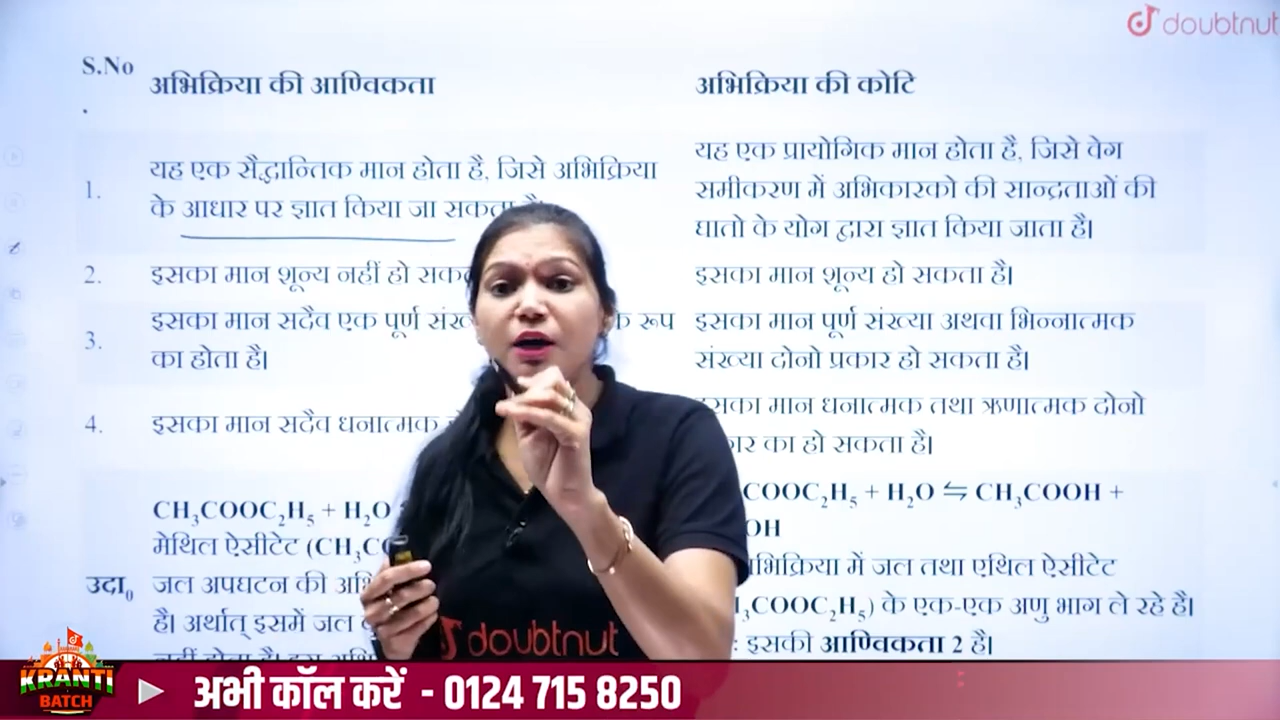 doubtnut
S.No
.
अभिक्रिया की आण्विकता
अभिक्रिया की कोटि
1.
यह एक सैद्धान्तिक मान होता है, जिसे अभिक्रिया
के आधार पर ज्ञात किया जा सकता
यह एक प्रायोगिक मान होता है, जिसे वेग
समीकरण में अभिकारको की सान्द्रताओं की
घातो के योग द्वारा ज्ञात किया जाता है।
2.
इसका मान शून्य नहीं हो
इसका मान शून्य हो सकता है।
3.
इसका मान सदैव एक पूर्ण
के रूप
का होता है।
इसका मान पूर्ण संख्या अथवा भिन्नात्मक
संख्या दोनो प्रकार हो सकता है।
4.
इसका मान सदैव धनात्मक
इसका मान धनात्मक तथा ऋणात्मक दोनो
का हो सकता है।
उदा₀
CH₃COOC₂H₅ + H₂O
मेथिल ऐसीटेट
जल अपघटन की
है। अर्थात् इसमें जल
COOC₂H₅ + H₂O ⇋ CH₃COOH +
OH
अभिक्रिया में जल तथा एथिल ऐसीटेट
₃COOC₂H₅) के एक-एक अणु भाग ले रहे है।
: इसकी आण्विकता 2 है।
doubtnut
KRANTI
BATCH
अभी कॉल करें - 0124 715 8250